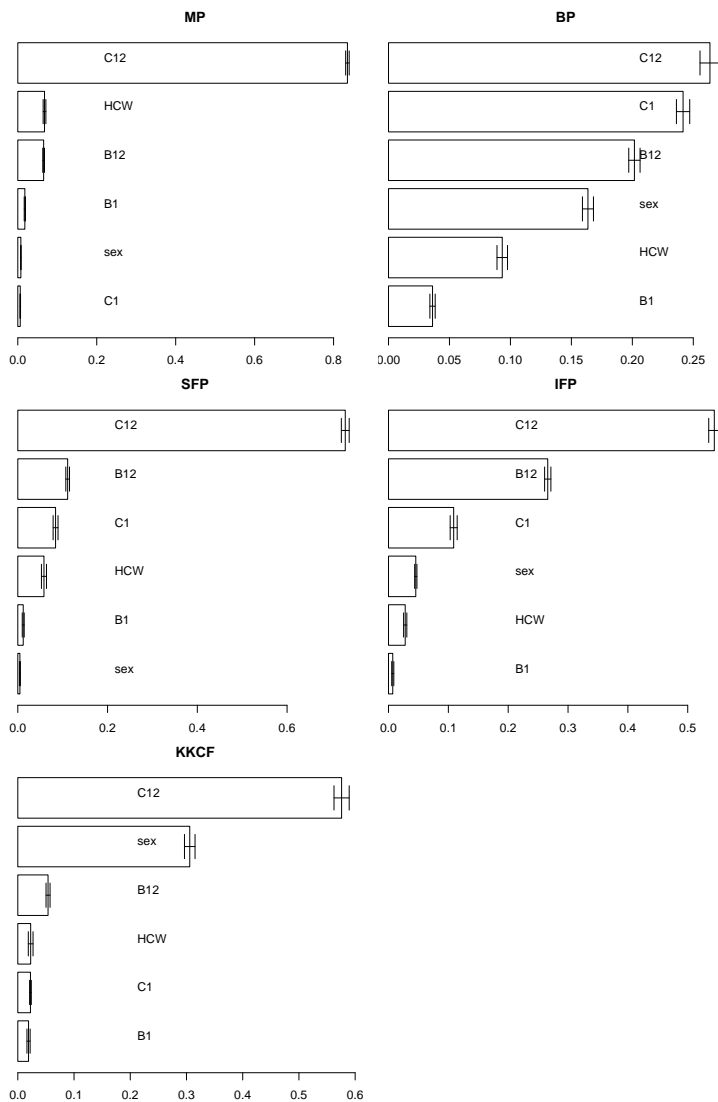 MP
C12
HCW
B12
B1
sex
C1
0.0 0.2 0.4 0.6 0.8
BP
C12
C1
B12
sex
HCW
B1
0.00 0.05 0.10 0.15 0.20 0.25
SFP
C12
B12
C1
HCW
B1
sex
0.0 0.2 0.4 0.6
IFP
C12
B12
C1
sex
HCW
B1
0.0 0.1 0.2 0.3 0.4 0.5
KKCF
C12
sex
B12
HCW
C1
B1
0.0 0.1 0.2 0.3 0.4 0.5 0.6